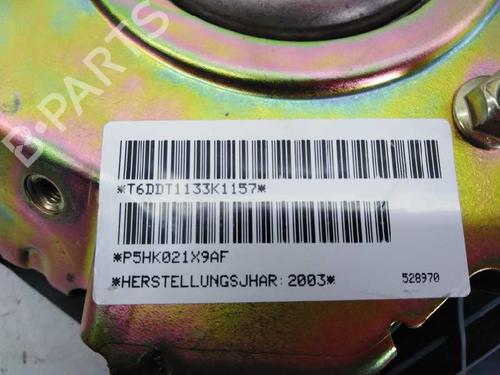 B-PARTS
*T6DDT1133K1157*
*P5HK021X9AF
*HERSTELLUNGSJHAR:2003*
528970